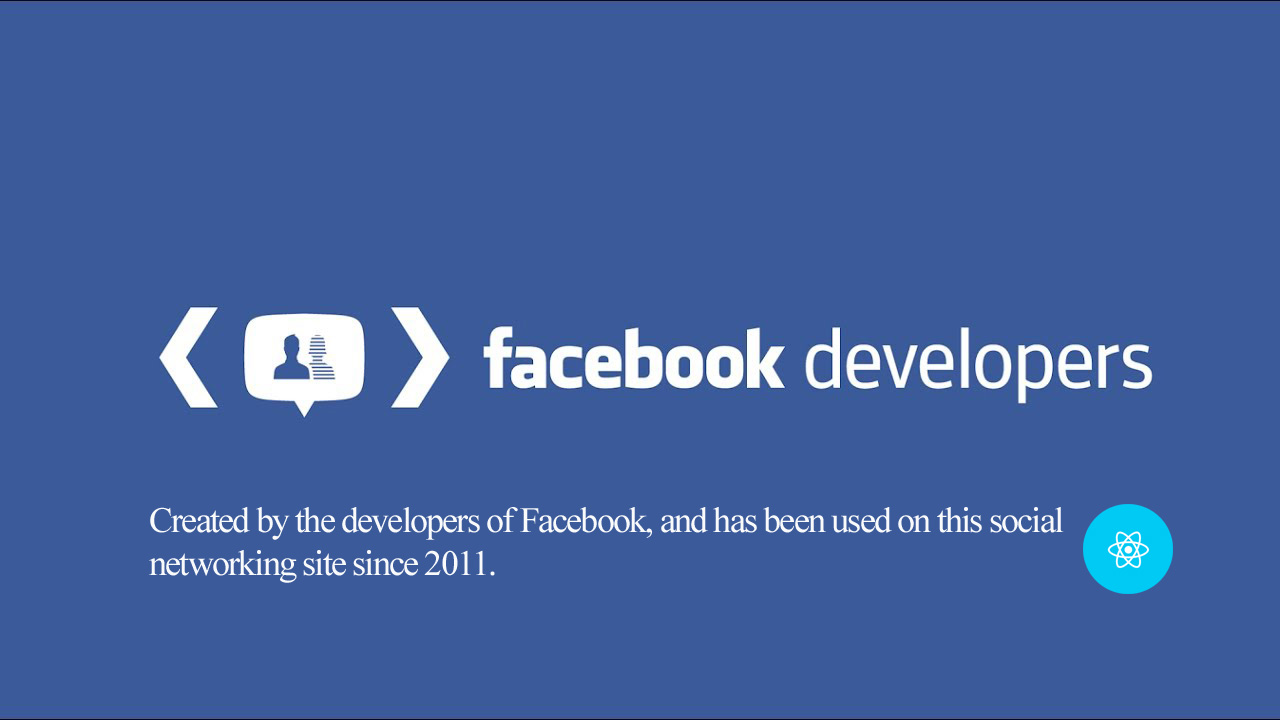 facebook developers
Created by the developers of Facebook, and has been used on this social
networking site since 2011.